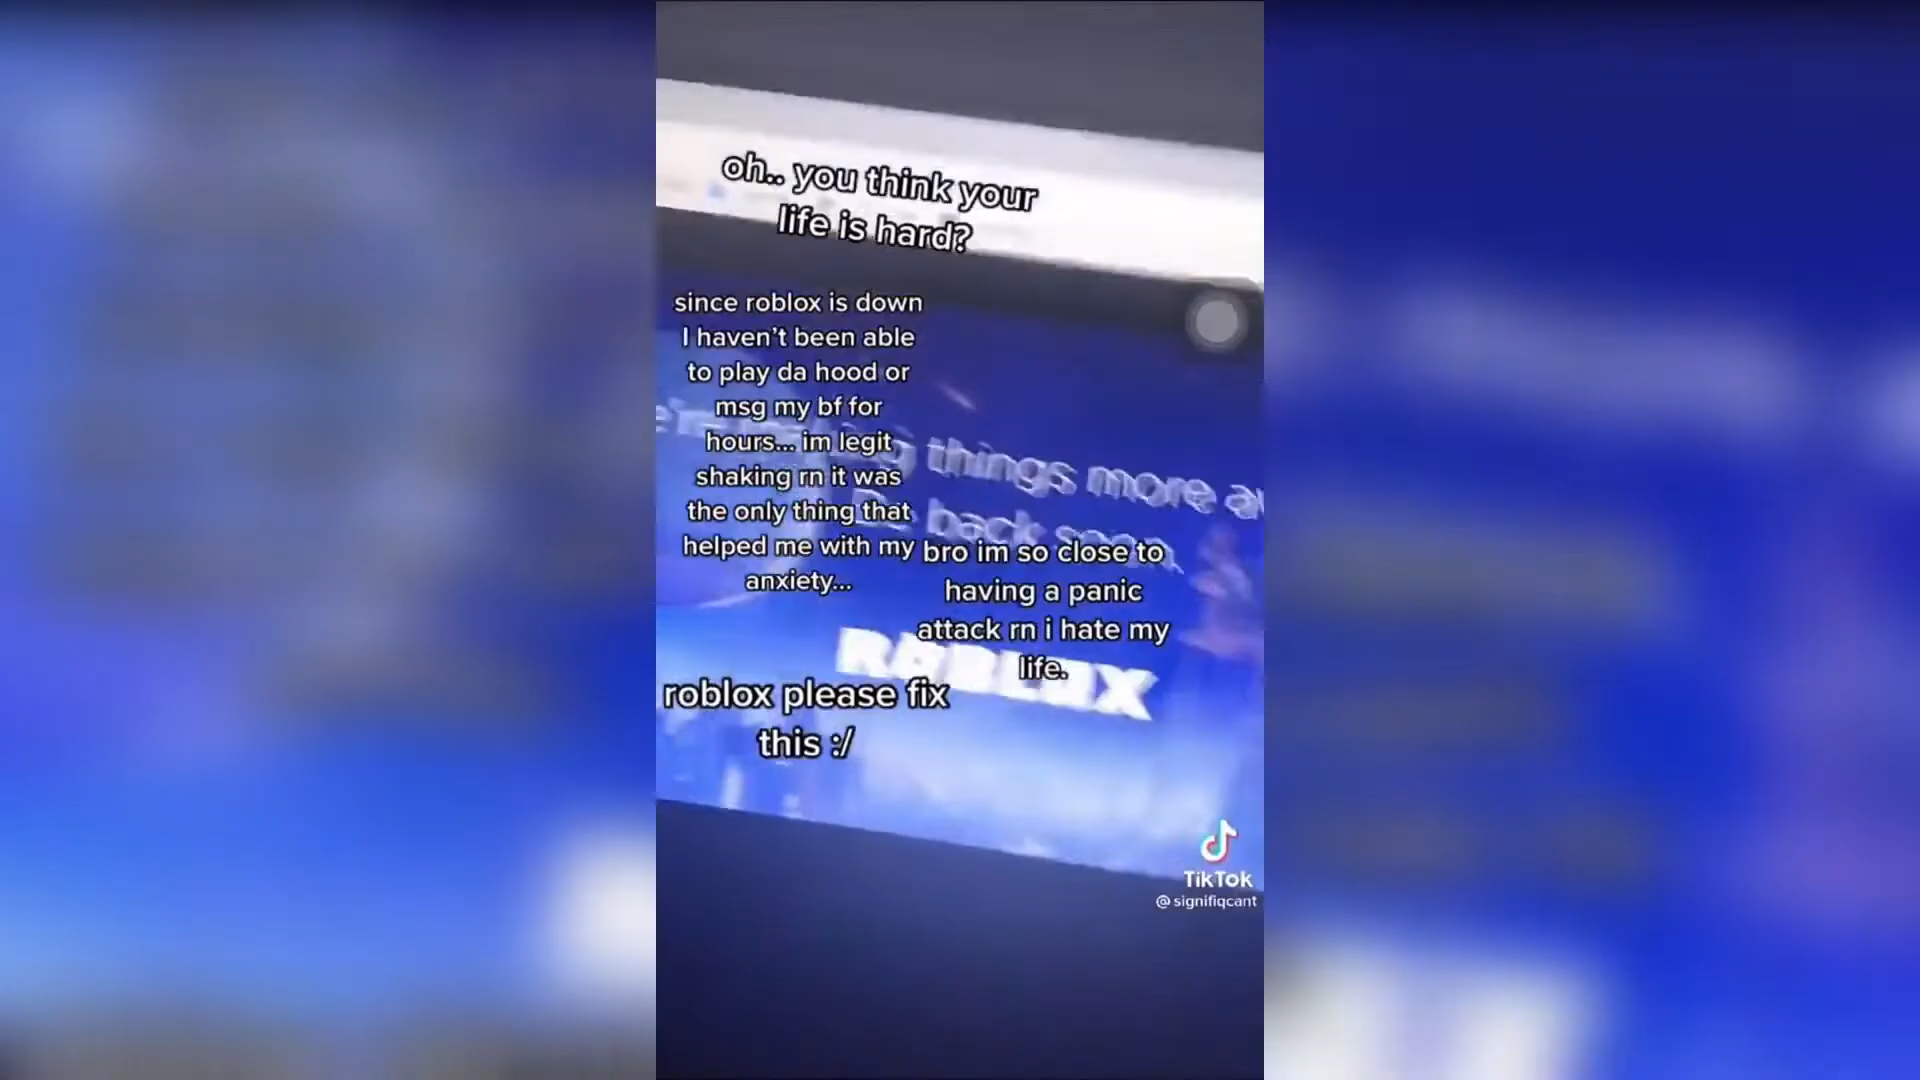 oh.. you think your
life is hard?
since roblox is down
I haven't been able
to play da hood or
msg my bf for
hours... im legit
shaking rn it was
the only thing that
helped me with my
anxiety...
things more
back soon
bro im so close to
having a panic
attack rn i hate my
life.
ROBLOX
roblox please fix
this :/
TikTok
@signifiqcant